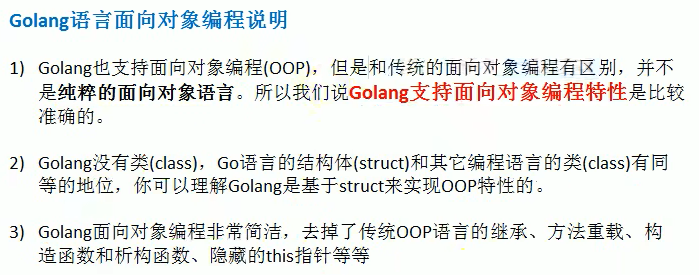 Golang语言面向对象编程说明
1) Golang也支持面向对象编程(OOP)，但是和传统的面向对象编程有区别，并不
是纯粹的面向对象语言。所以我们说Golang支持面向对象编程特性是比较
准确的。
2) Golang没有类(class)，Go语言的结构体(struct)和其它编程语言的类(class)有同
等的地位，你可以理解Golang是基于struct来实现OOP特性的。
3) Golang面向对象编程非常简洁，去掉了传统OOP语言的继承、方法重载、构
造函数和析构函数、隐藏的this指针等等